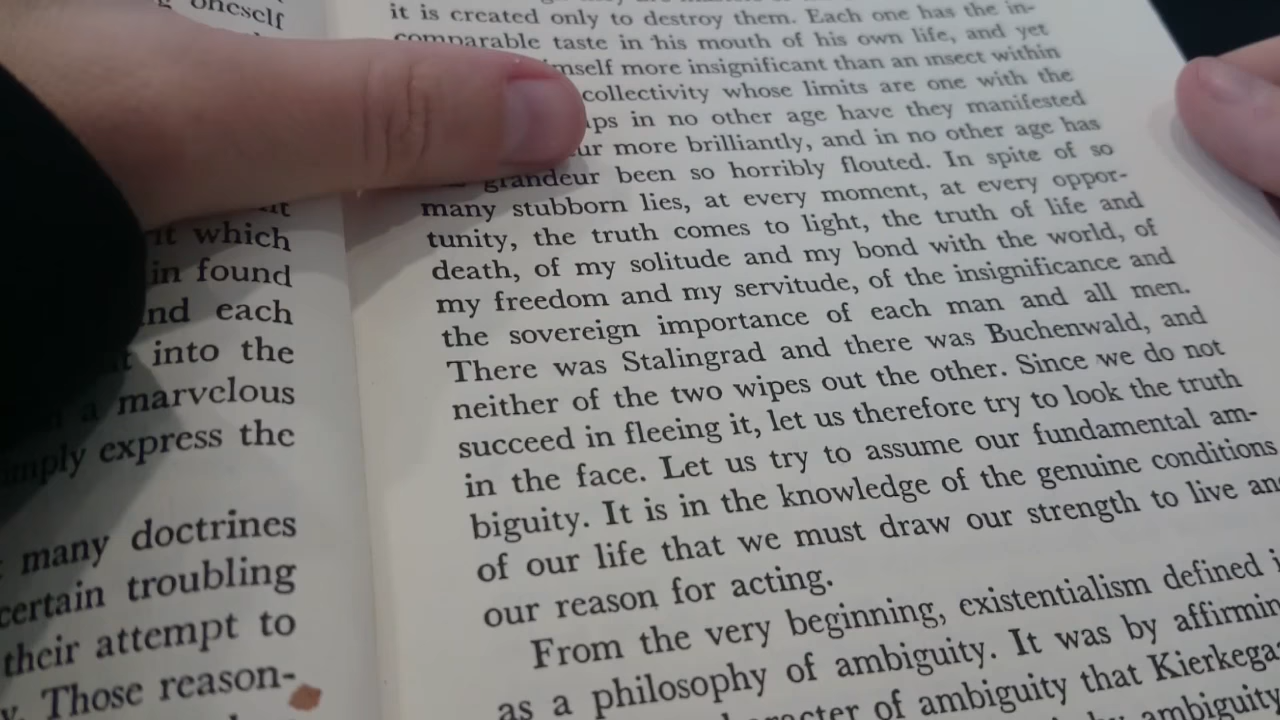 oneself
which
in found
each
into the
a marvelous
express the
many doctrines
certain troubling
their attempt to
Those reason-
it is created only to destroy them. Each one has the in-
comparable taste in his mouth of his own life, and yet
more insignificant than an insect within
collectivity whose limits are one with the
in no other age have they manifested
more brilliantly, and in no other age has
grandeur been so horribly flouted. In spite of so
many stubborn lies, at every moment, at every oppor-
tunity, the truth comes to light, the truth of life and
death, of my solitude and my bond with the world, of
my freedom and my servitude, of the insignificance and
the sovereign importance of each man and all men.
There was Stalingrad and there was Buchenwald, and
neither of the two wipes out the other. Since we do not
succeed in fleeing it, let us therefore try to look the truth
in the face. Let us try to assume our fundamental am-
biguity. It is in the knowledge of the genuine conditions
of our life that we must draw our strength to live
our reason for acting.
From the very beginning, existentialism defined
as a philosophy of ambiguity. It was by
of ambiguity that
ambiguity